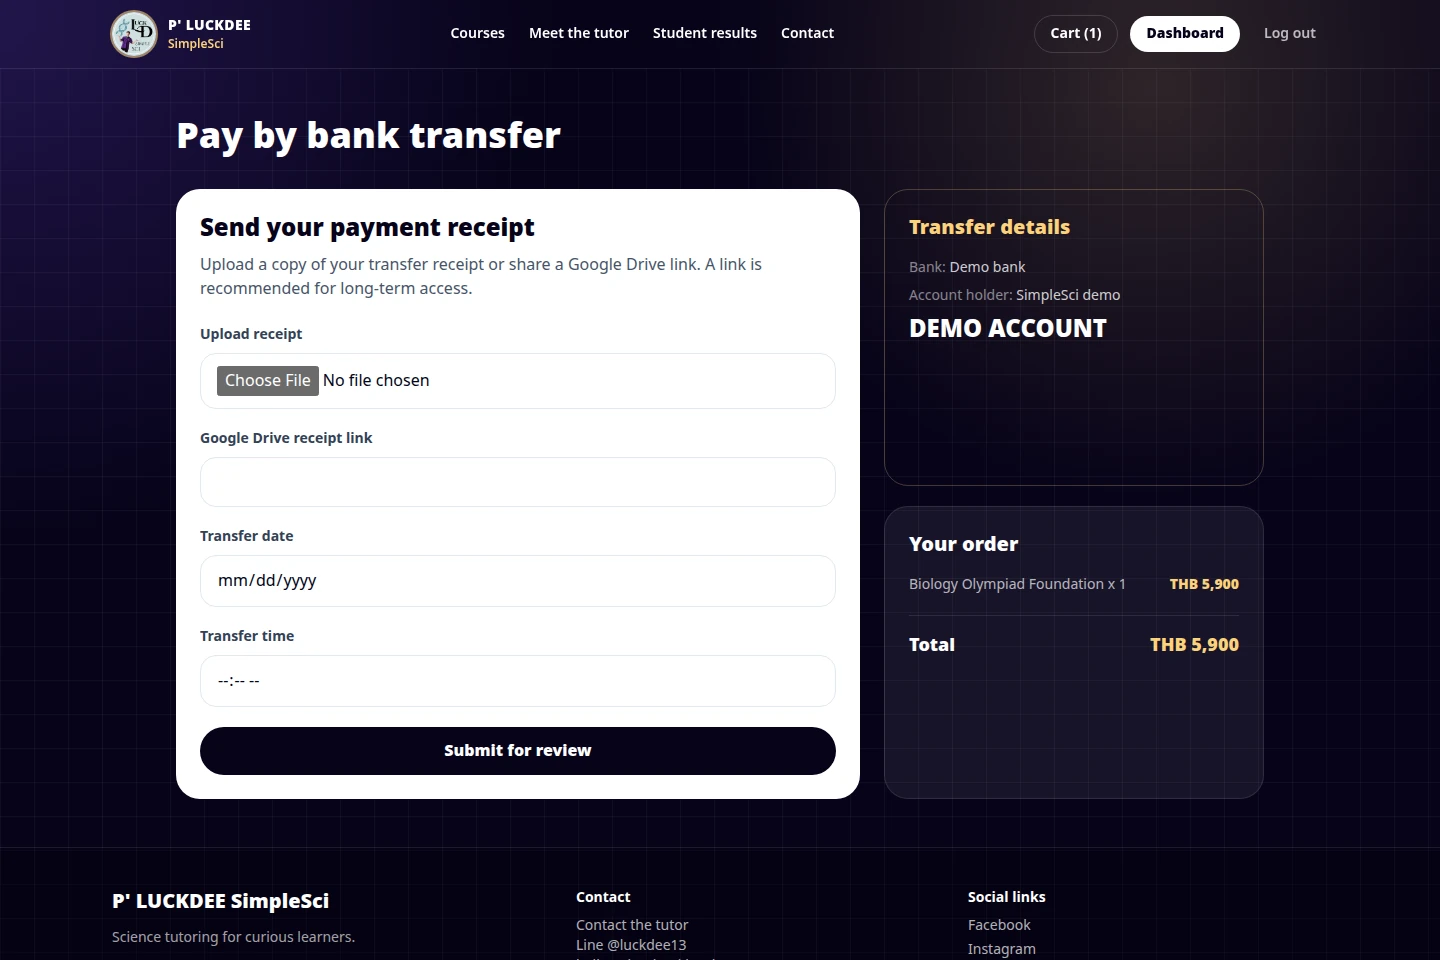 P' LUCKDEE
SimpleSci
Courses
Meet the tutor
Student results
Contact
Cart (1)
Dashboard
Log out
Pay by bank transfer
Send your payment receipt
Upload a copy of your transfer receipt or share a Google Drive link. A link is
recommended for long-term access.
Upload receipt
Choose File No file chosen
Google Drive receipt link
Transfer date
mm/dd/yyyy
Transfer time
--:-- --
Submit for review
Transfer details
Bank: Demo bank
Account holder: SimpleSci demo
DEMO ACCOUNT
Your order
Biology Olympiad Foundation x 1 THB 5,900
Total THB 5,900
P' LUCKDEE SimpleSci
Science tutoring for curious learners.
Contact
Contact the tutor
Line @luckdee13
Social links
Facebook
Instagram